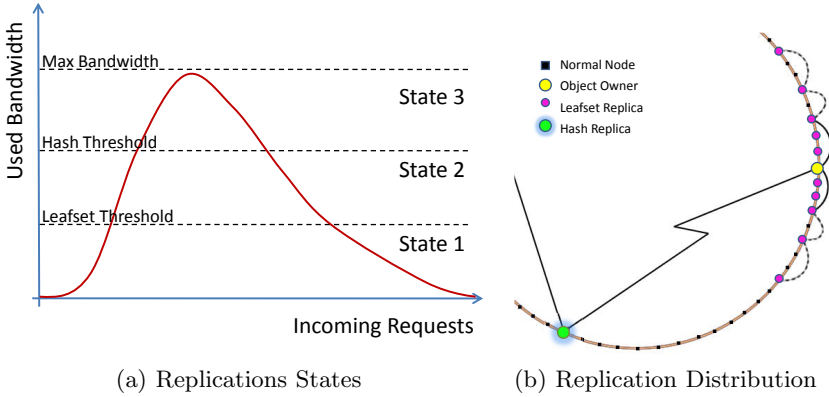 Used Bandwidth
Max Bandwidth
State 3
Hash Threshold
State 2
Leafset Threshold
State 1
Incoming Requests
(a) Replications States
Normal Node
Object Owner
Leafset Replica
Hash Replica
(b) Replication Distribution